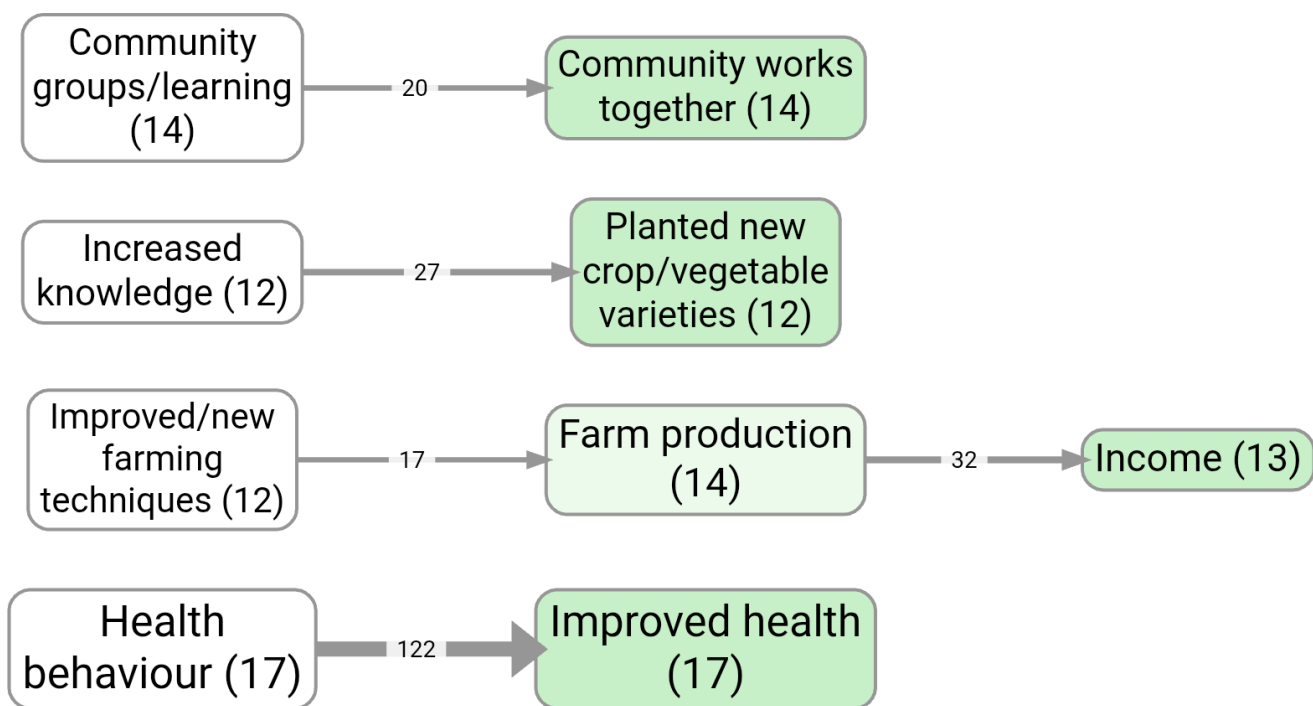 Community
groups/learning
(14)
20
Community works
together (14)
Increased
knowledge (12)
27
Planted new
crop/vegetable
varieties (12)
Improved/new
farming
techniques (12)
17
Farm production
(14)
32
Income (13)
Health
behaviour (17)
122
Improved health
(17)